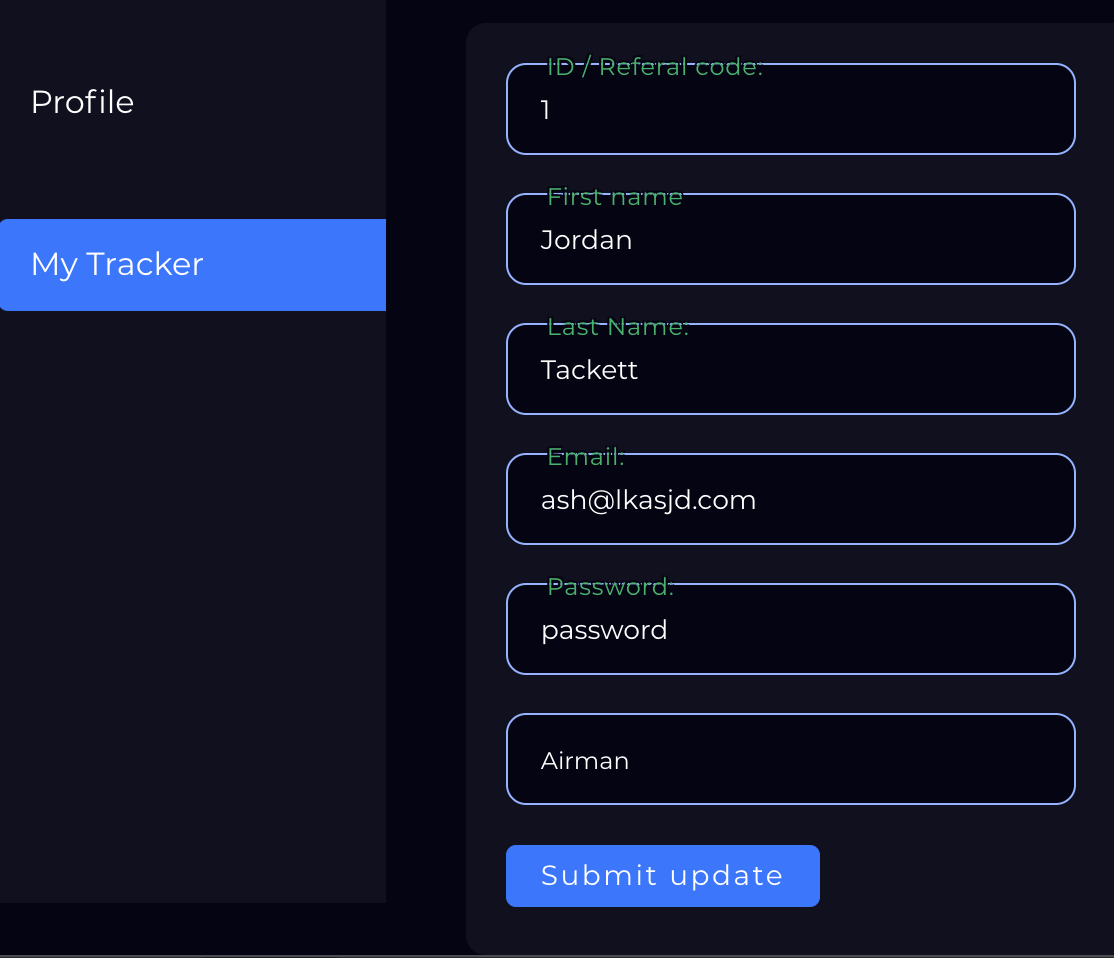 Profile
My Tracker
ID / Referal code:
1
First name
Jordan
Last Name:
Tackett
Email:
ash@lkasjd.com
Password:
password
Airman
Submit update